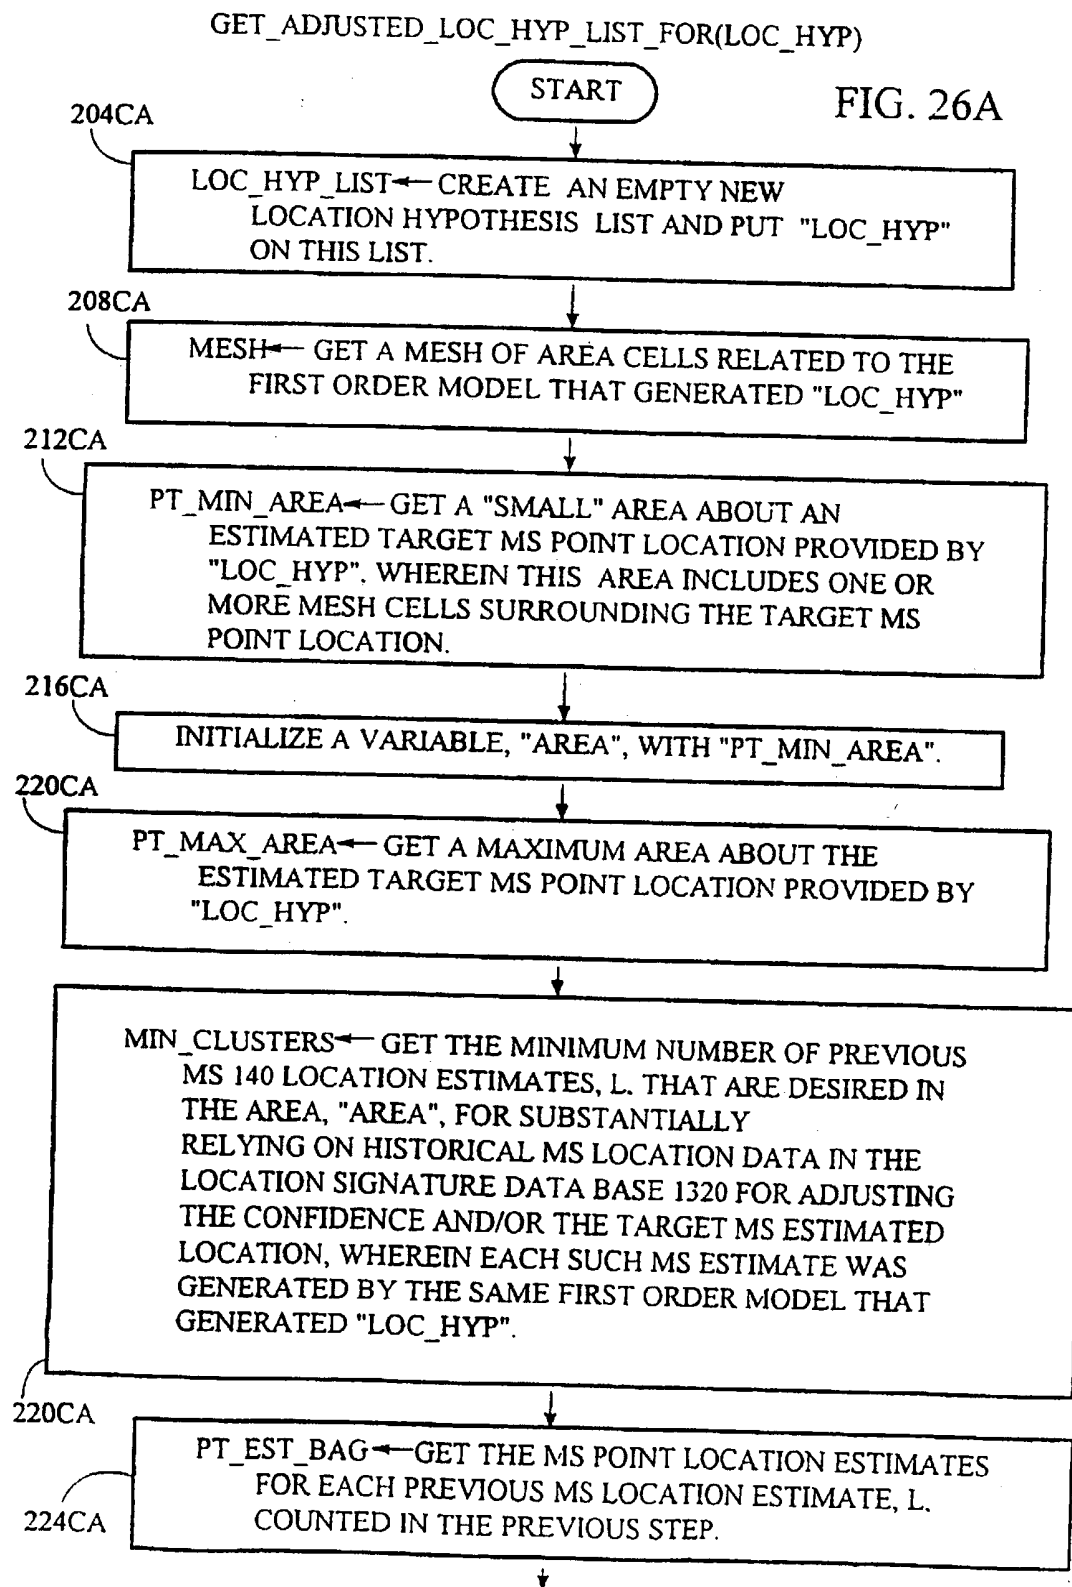 GET_ADJUSTED_LOC_HYP_LIST_FOR(LOC_HYP)
START
FIG. 26A
204CA
LOC_HYP_LIST←CREATE AN EMPTY NEW
LOCATION HYPOTHESIS LIST AND PUT "LOC_HYP"
ON THIS LIST.
208CA
MESH← GET A MESH OF AREA CELLS RELATED TO THE
FIRST ORDER MODEL THAT GENERATED "LOC_HYP"
212CA
PT_MIN_AREA← GET A "SMALL" AREA ABOUT AN
ESTIMATED TARGET MS POINT LOCATION PROVIDED BY
"LOC_HYP". WHEREIN THIS AREA INCLUDES ONE OR
MORE MESH CELLS SURROUNDING THE TARGET MS
POINT LOCATION.
216CA
INITIALIZE A VARIABLE, "AREA", WITH "PT_MIN_AREA".
220CA
PT_MAX_AREA← GET A MAXIMUM AREA ABOUT THE
ESTIMATED TARGET MS POINT LOCATION PROVIDED BY
"LOC_HYP".
MIN_CLUSTERS← GET THE MINIMUM NUMBER OF PREVIOUS
MS 140 LOCATION ESTIMATES, L. THAT ARE DESIRED IN
THE AREA, "AREA", FOR SUBSTANTIALLY
RELYING ON HISTORICAL MS LOCATION DATA IN THE
LOCATION SIGNATURE DATA BASE 1320 FOR ADJUSTING
THE CONFIDENCE AND/OR THE TARGET MS ESTIMATED
LOCATION, WHEREIN EACH SUCH MS ESTIMATE WAS
GENERATED BY THE SAME FIRST ORDER MODEL THAT
GENERATED "LOC_HYP".
220CA
PT_EST_BAG←GET THE MS POINT LOCATION ESTIMATES
FOR EACH PREVIOUS MS LOCATION ESTIMATE, L.
COUNTED IN THE PREVIOUS STEP.
224CA